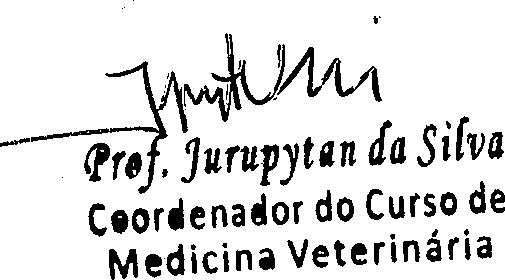 Prof. Jurupytan da Silva
Coordenador do Curso de
Medicina Veterinária